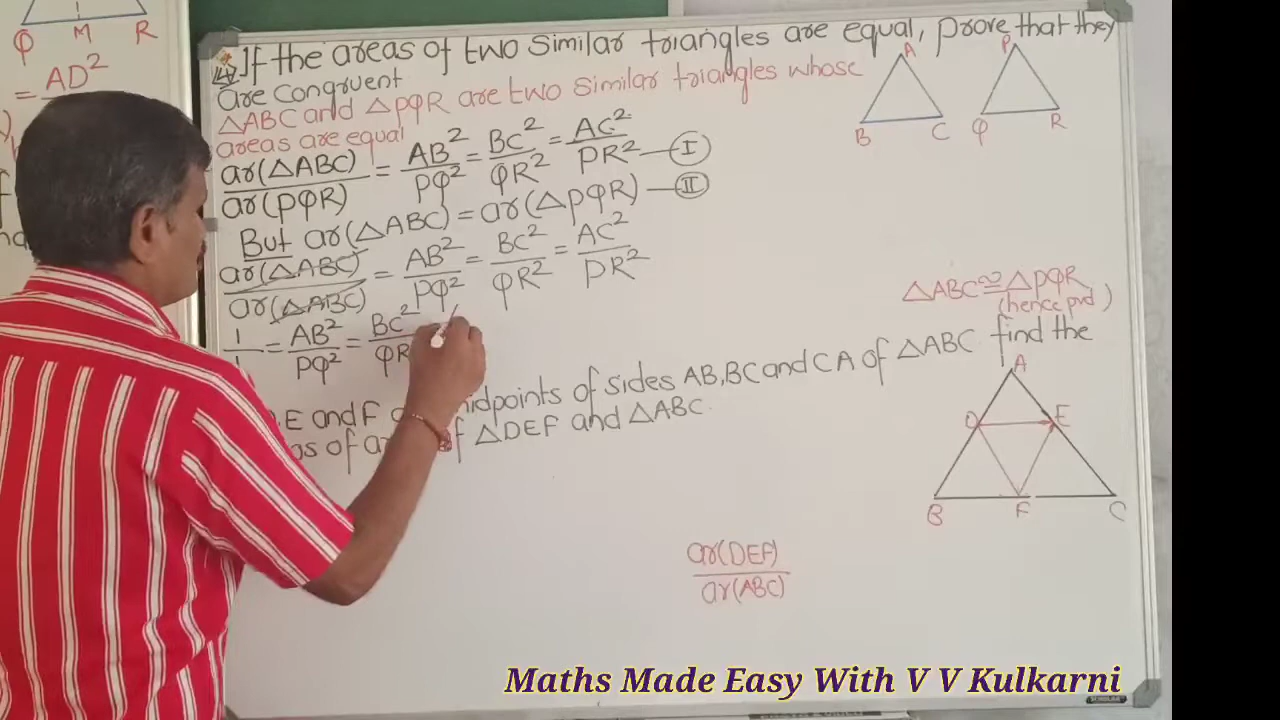 Q M R
= AD²
4] If the areas of two similar triangles are equal, prove that they
are congruent
△ABC and △PQR are two similar triangles whose
areas are equal
ar(△ABC) / ar(PQR) = AB² / PQ² = BC² / QR² = AC² / PR² — I
But ar(△ABC) = ar(△PQR) — II
ar(△ABC) / ar(△ABC) = AB² / PQ² = BC² / QR² = AC² / PR²
1 / 1 = AB² / PQ² = BC² / QR
A
B C
P
Q R
△ABC ≅ △PQR
(hence pvd)
E and F midpoints of sides AB, BC and CA of △ABC find the
of △DEF and △ABC.
A
D E
B F C
ar(DEF) / ar(ABC)
Maths Made Easy With V V Kulkarni